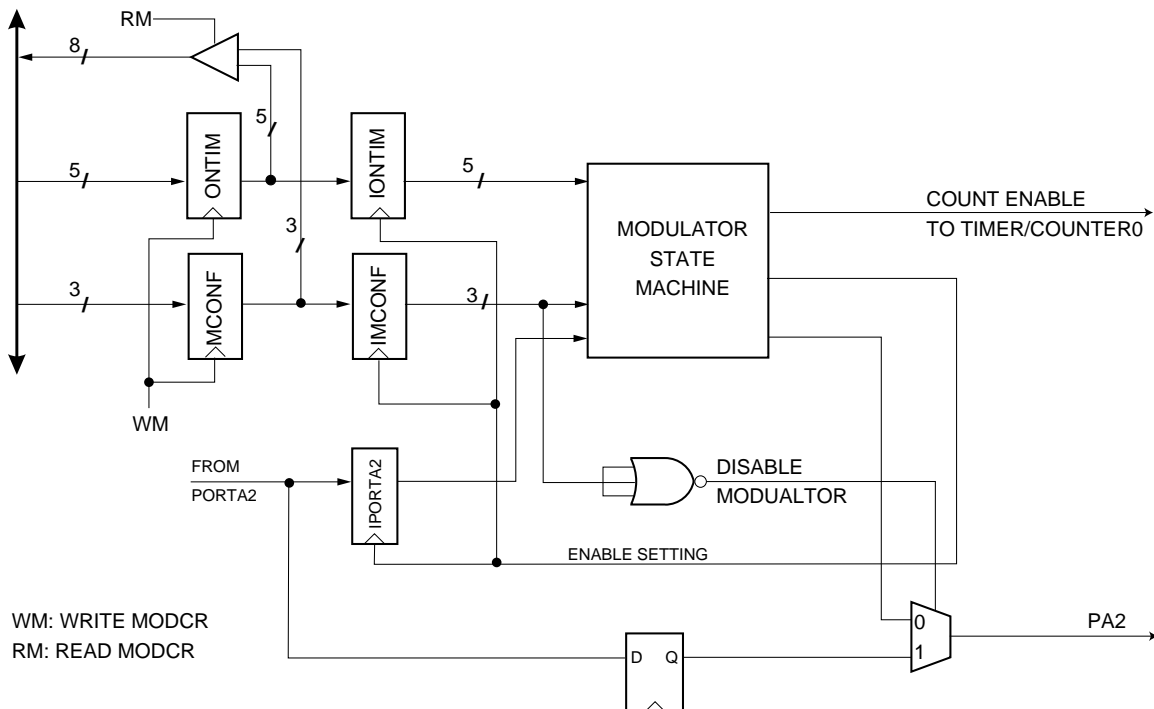 RM
8
5
ONTIM
IONTIM
5
5
3
MODULATOR
STATE
MACHINE
COUNT ENABLE
TO TIMER/COUNTER0
MCONF
IMCONF
3
3
WM
FROM
PORTA2
IPORTA2
DISABLE
MODUALTOR
ENABLE SETTING
WM: WRITE MODCR
RM: READ MODCR
0
1
PA2
D Q